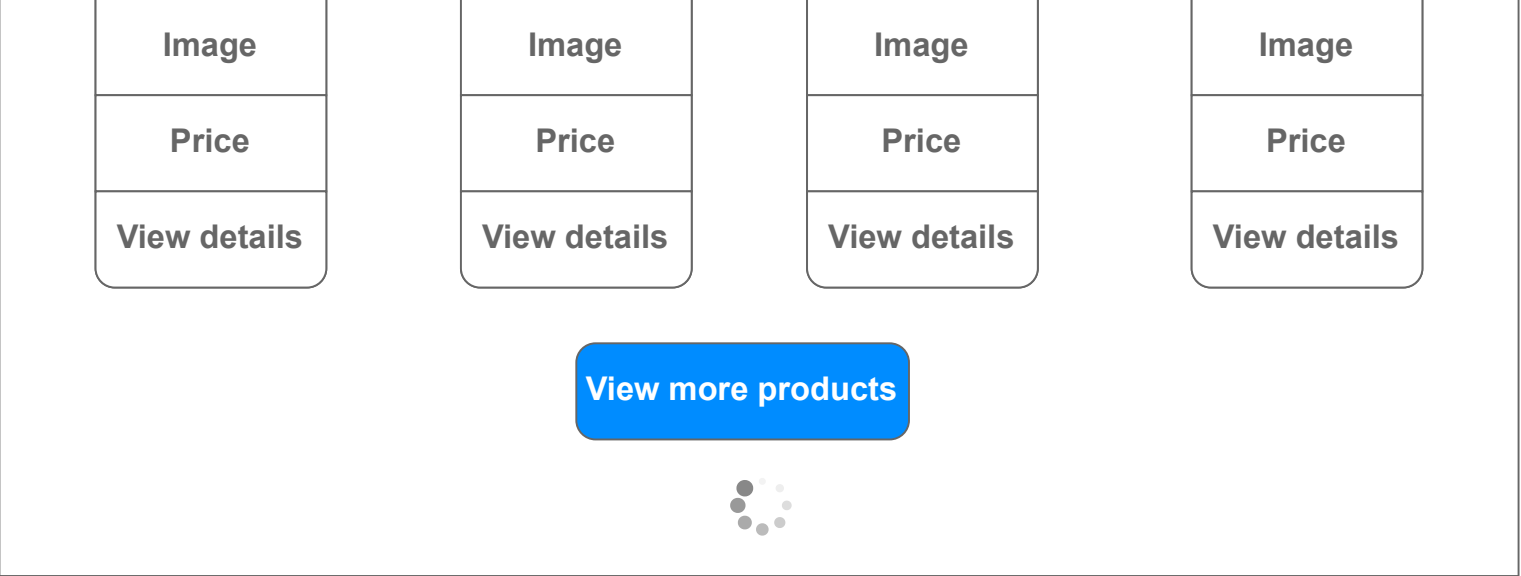 Image Image Image Image
Price Price Price Price
View details View details View details View details
View more products